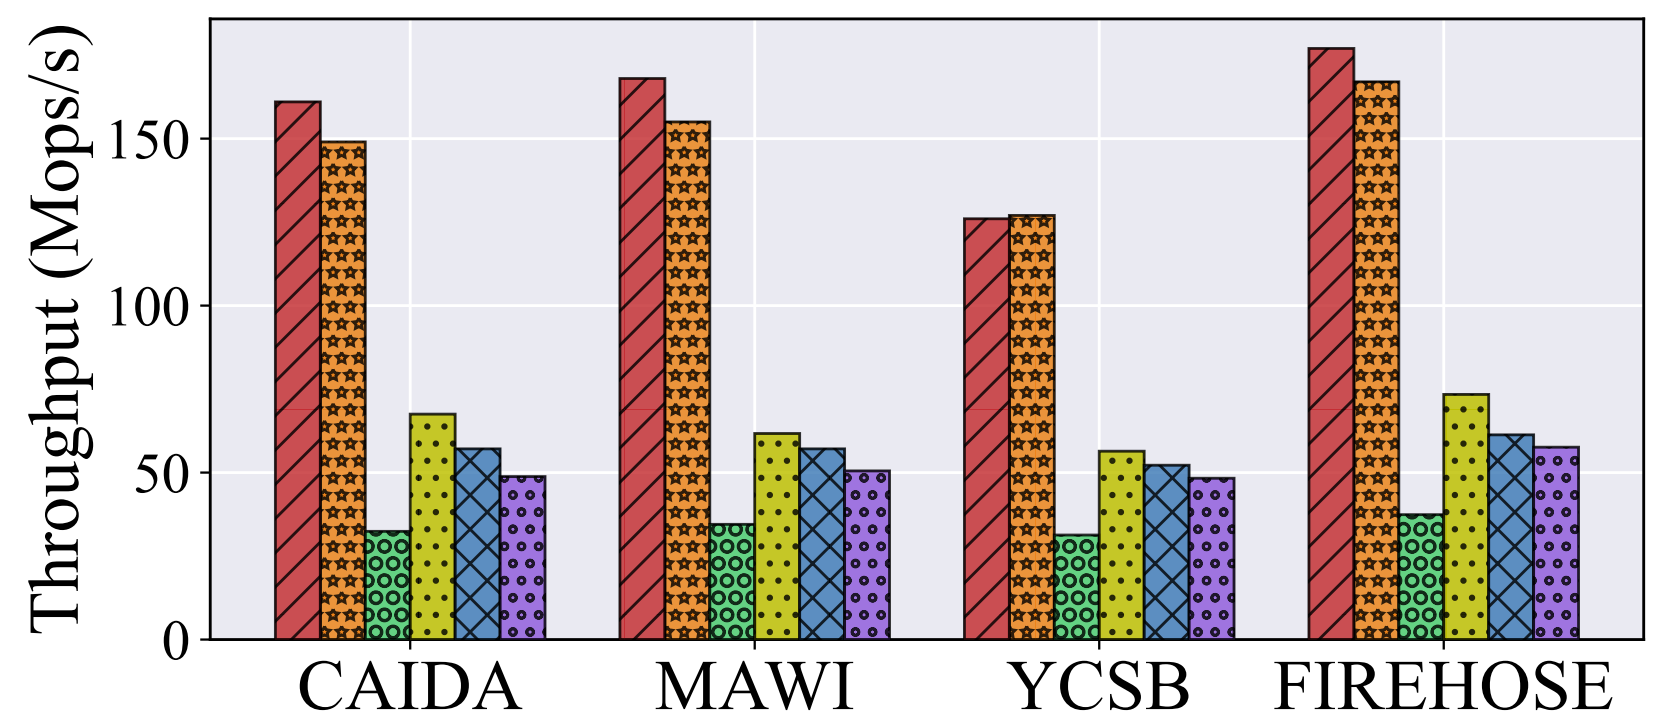 Throughput (Mops/s)
150
100
50
0
CAIDA MAWI YCSB FIREHOSE